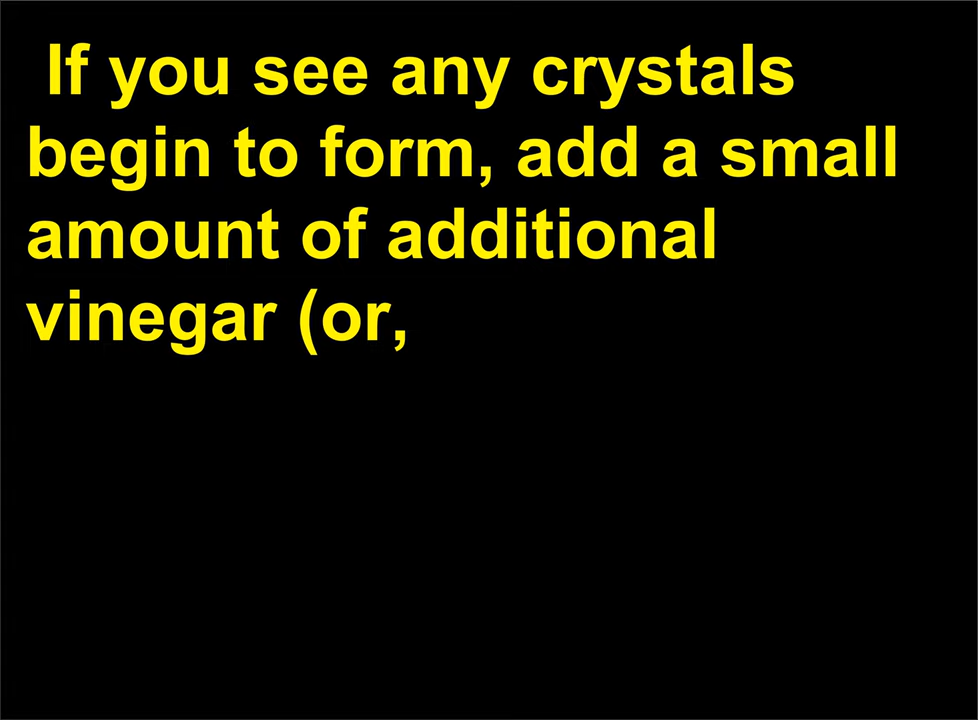 If you see any crystals
begin to form, add a small
amount of additional
vinegar (or,